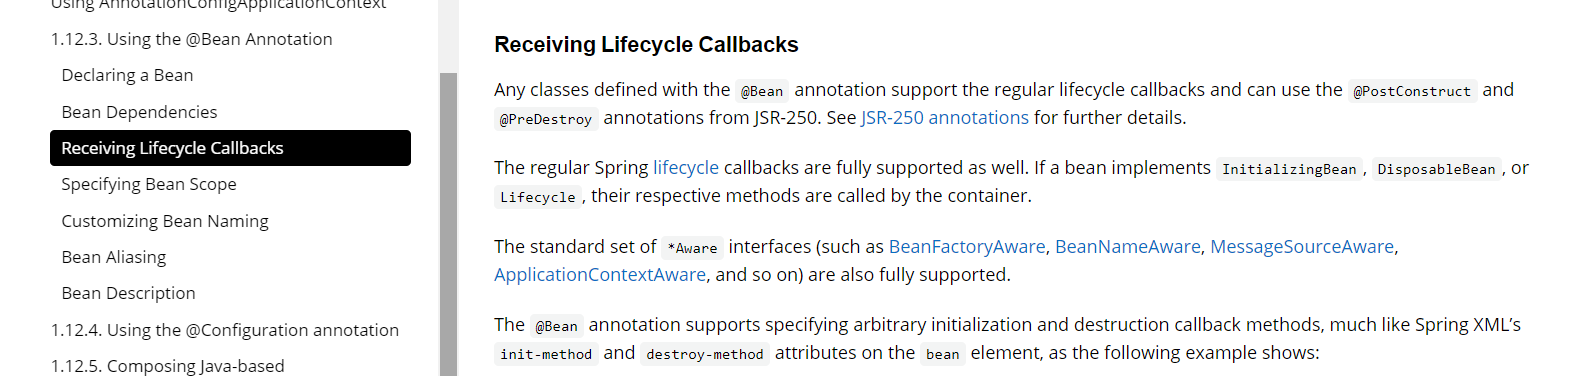 Using AnnotationConfigApplicationContext
1.12.3. Using the @Bean Annotation
Declaring a Bean
Bean Dependencies
Receiving Lifecycle Callbacks
Specifying Bean Scope
Customizing Bean Naming
Bean Aliasing
Bean Description
1.12.4. Using the @Configuration annotation
1.12.5. Composing Java-based
Receiving Lifecycle Callbacks
Any classes defined with the @Bean annotation support the regular lifecycle callbacks and can use the @PostConstruct and
@PreDestroy annotations from JSR-250. See JSR-250 annotations for further details.
The regular Spring lifecycle callbacks are fully supported as well. If a bean implements InitializingBean, DisposableBean, or
Lifecycle, their respective methods are called by the container.
The standard set of *Aware interfaces (such as BeanFactoryAware, BeanNameAware, MessageSourceAware,
ApplicationContextAware, and so on) are also fully supported.
The @Bean annotation supports specifying arbitrary initialization and destruction callback methods, much like Spring XML’s
init-method and destroy-method attributes on the bean element, as the following example shows: